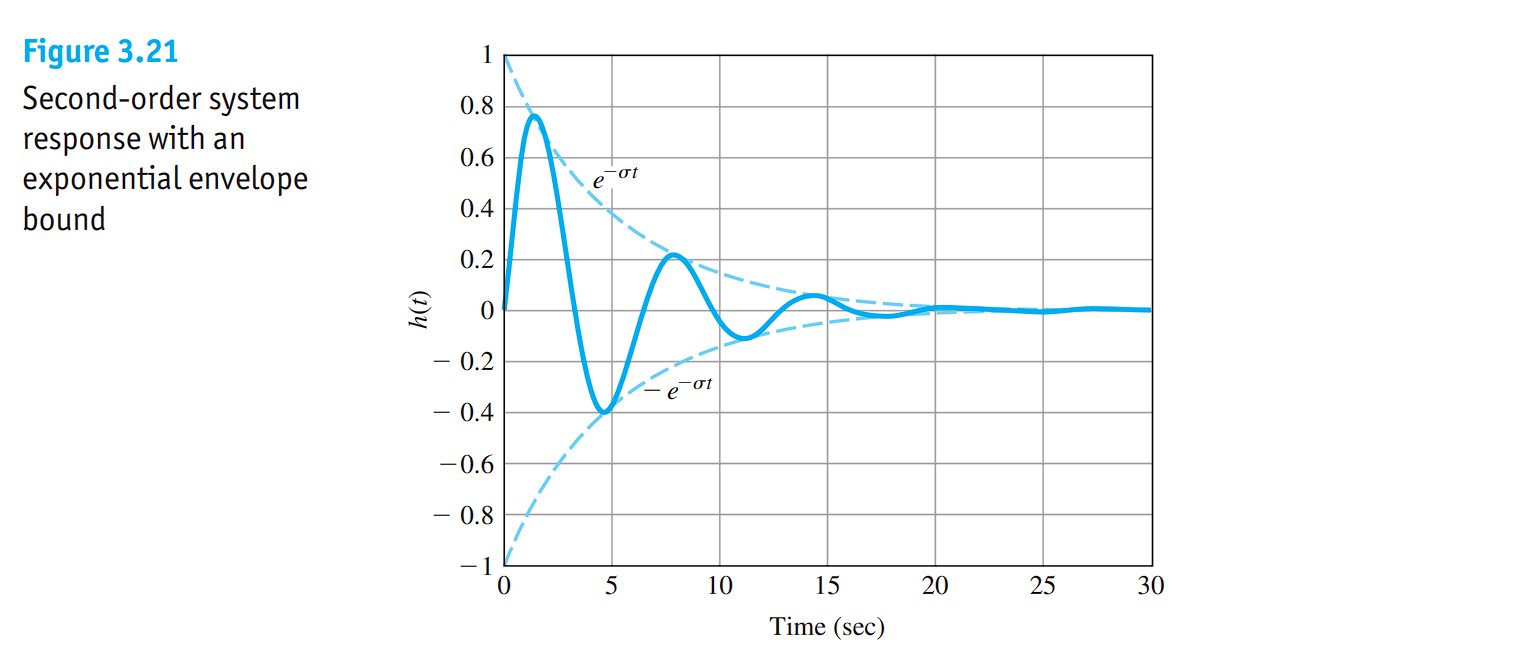 Figure 3.21
Second-order system
response with an
exponential envelope
bound
1
0.8
0.6
0.4
0.2
0
− 0.2
− 0.4
−0.6
− 0.8
−1
h(t)
e^{−σt}
− e^{−σt}
0 5 10 15 20 25 30
Time (sec)